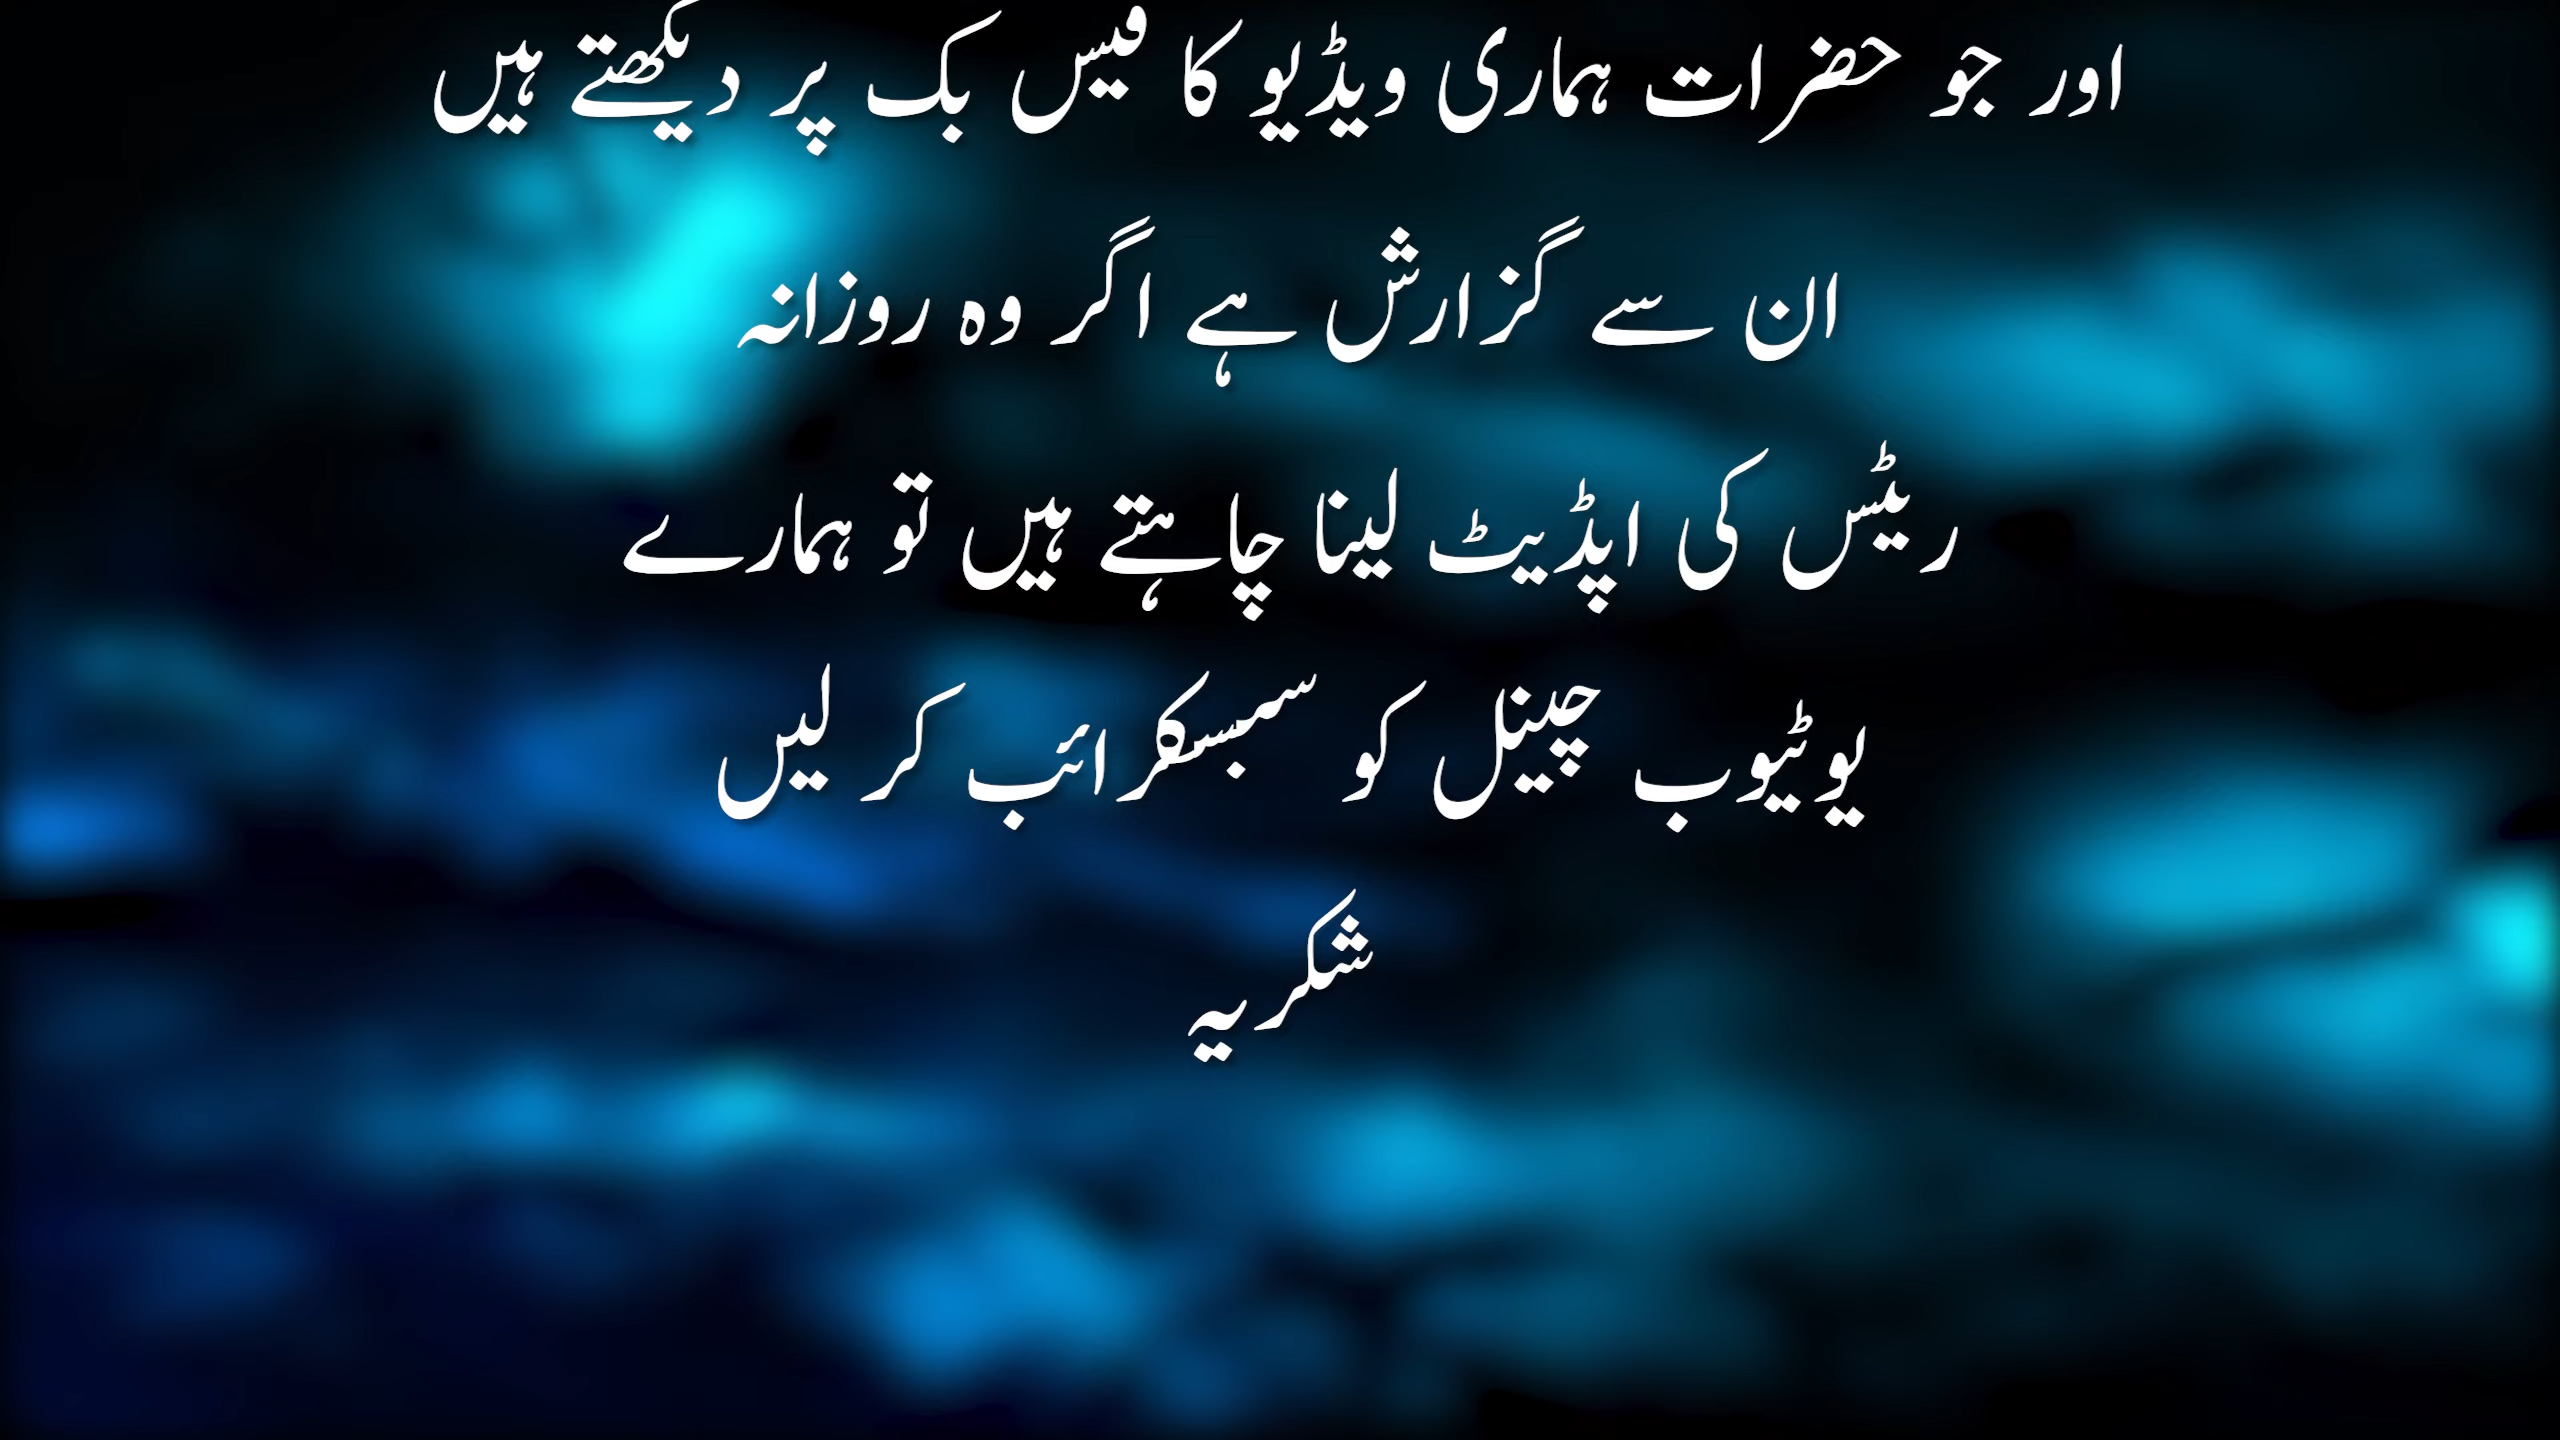 اور جو حضرات ہماری ویڈیو کا فیس بک پر دیکھتے ہیں
ان سے گزارش ہے اگر وہ روزانہ
ریٹس کی اپڈیٹ لینا چاہتے ہیں تو ہمارے
یوٹیوب چینل کو سبسکرائب کر لیں
شکریہ